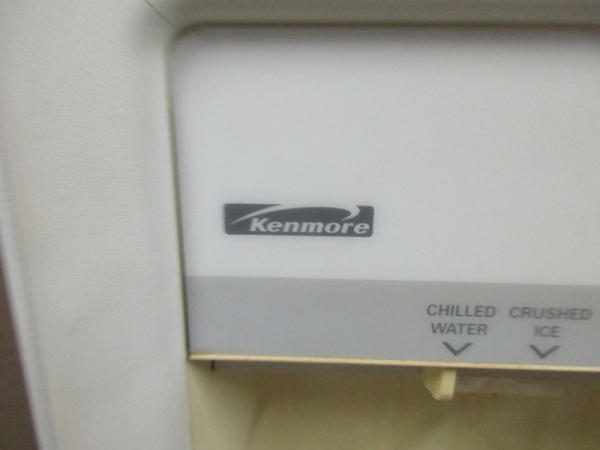 Kenmore
CHILLED WATER
CRUSHED ICE